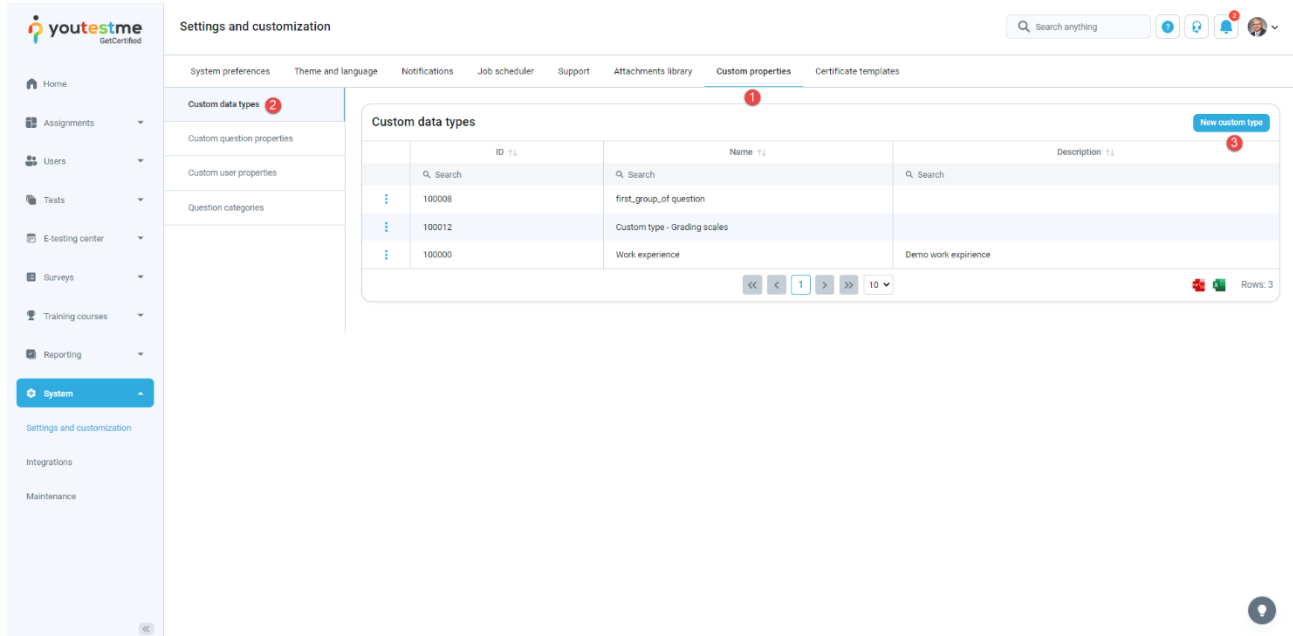 youtestme
GetCertified
Settings and customization
Search anything
2
System preferences Theme and language Notifications Job scheduler Support Attachments library Custom properties Certificate templates
1
Home
Assignments
Users
Tests
E-testing center
Surveys
Training courses
Reporting
System
Settings and customization
Integrations
Maintenance
Custom data types 2
Custom question properties
Custom user properties
Question categories
Custom data types
New custom type
3
ID Name Description
Search Search Search
100008 first_group_of question
100012 Custom type - Grading scales
100000 Work experience Demo work expirience
1 10 Rows: 3